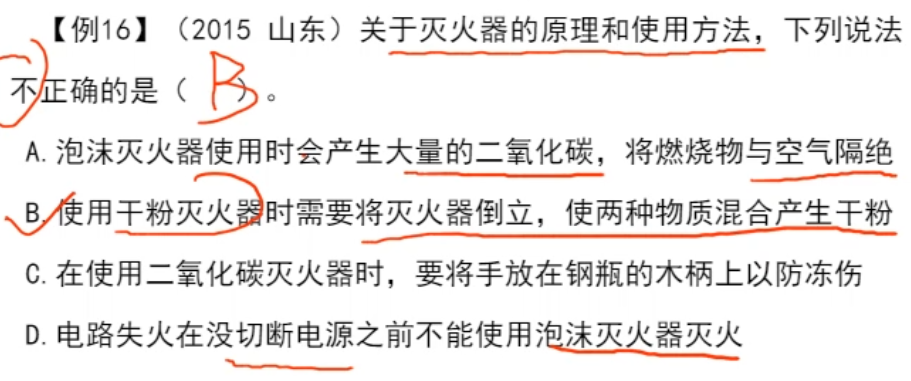 【例16】（2015 山东）关于灭火器的原理和使用方法，下列说法
不正确的是（ B ）。
A.泡沫灭火器使用时会产生大量的二氧化碳，将燃烧物与空气隔绝
B.使用干粉灭火器时需要将灭火器倒立，使两种物质混合产生干粉
C.在使用二氧化碳灭火器时，要将手放在钢瓶的木柄上以防冻伤
D.电路失火在没切断电源之前不能使用泡沫灭火器灭火